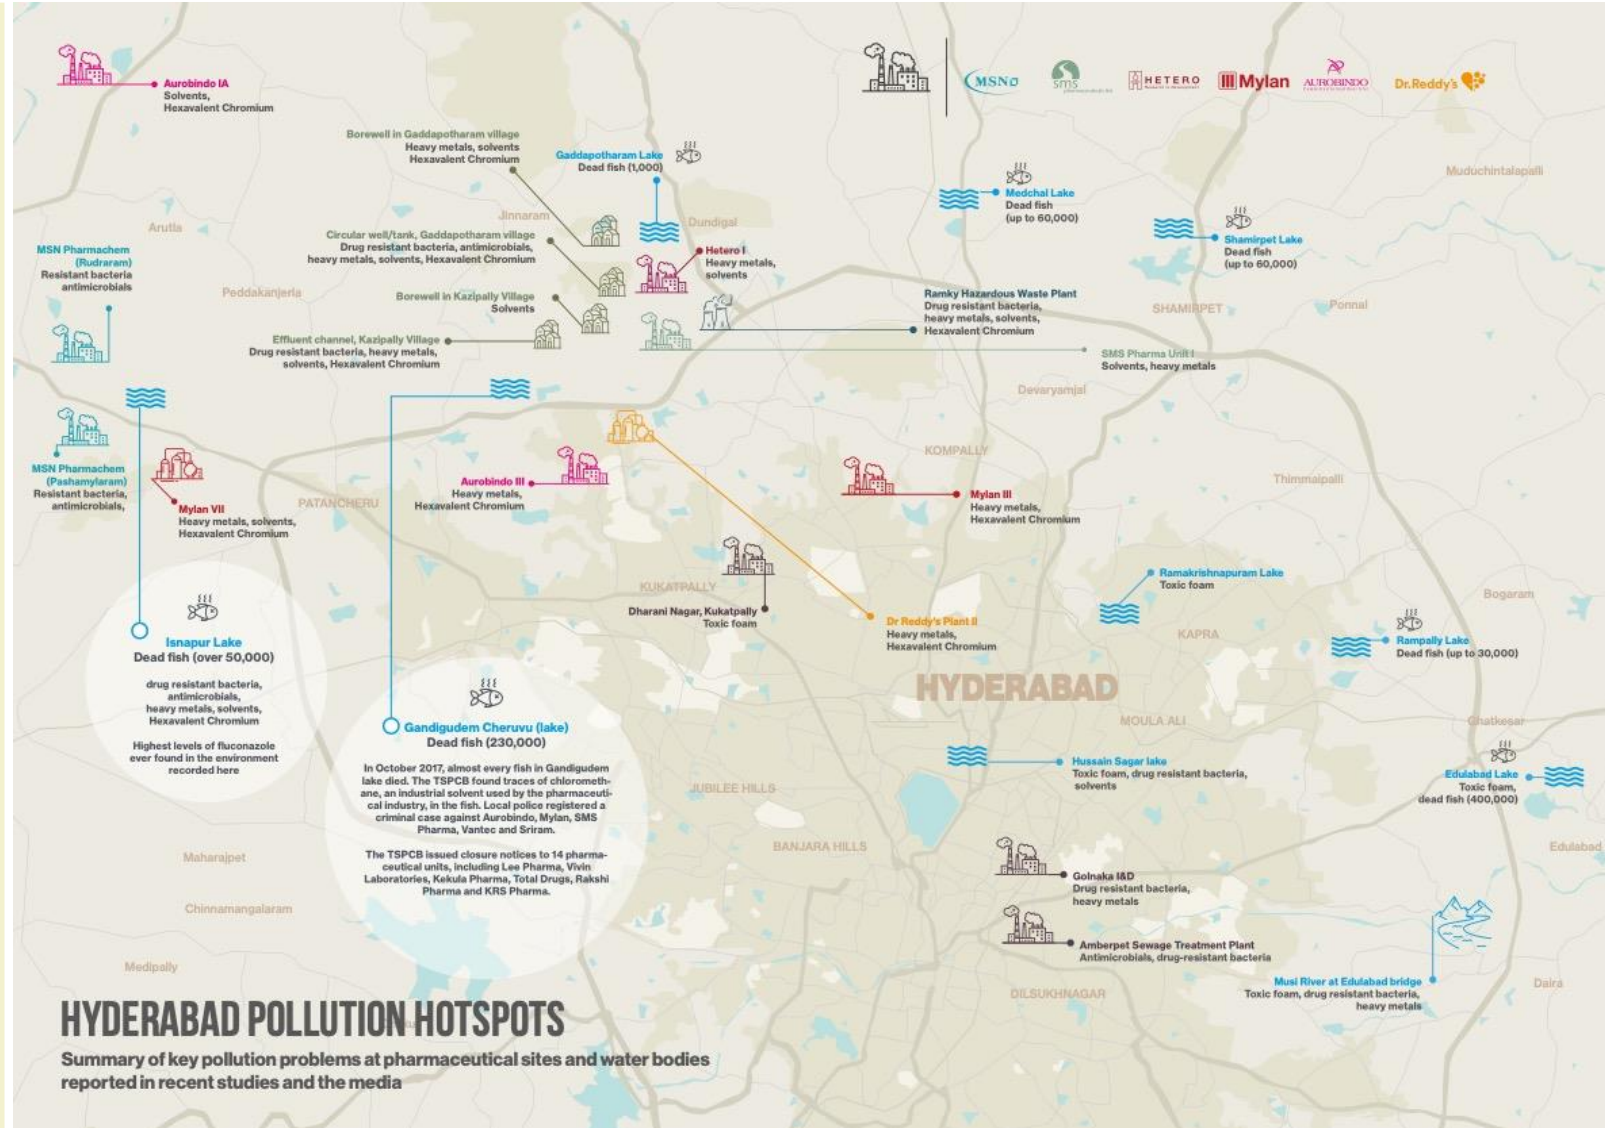 MSN
sms
HETERO
Mylan
AUROBINDO
Dr.Reddy's
Aurobindo IA
Solvents,
Hexavalent Chromium
Borewell in Gaddapotharam village
Heavy metals, solvents
Hexavalent Chromium
Gaddapotharam Lake
Dead fish (1,000)
Medchal Lake
Dead fish
(up to 60,000)
Muduchintalapalli
Jinnaram
Dundigal
Arutla
Circular well/tank, Gaddapotharam village
Drug resistant bacteria, antimicrobials,
heavy metals, solvents, Hexavalent Chromium
Shamirpet Lake
Dead fish
(up to 60,000)
MSN Pharmachem
(Rudraram)
Resistant bacteria
antimicrobials
Hetero I
Heavy metals,
solvents
Peddakanjerla
Borewell in Kazipally Village
Solvents
Ramky Hazardous Waste Plant
Drug resistant bacteria,
heavy metals, solvents,
Hexavalent Chromium
SHAMIRPET
Ponnal
Effluent channel, Kazipally Village
Drug resistant bacteria, heavy metals,
solvents, Hexavalent Chromium
SMS Pharma Unit I
Solvents, heavy metals
Devaryamjal
KOMPALLY
MSN Pharmachem
(Pashamylaram)
Resistant bacteria,
antimicrobials,
Mylan VII
Heavy metals, solvents,
Hexavalent Chromium
PATANCHERU
Aurobindo III
Heavy metals,
Hexavalent Chromium
Mylan III
Heavy metals,
Hexavalent Chromium
Thimmaipalli
KUKATPALLY
Dharani Nagar, Kukatpally
Toxic foam
Ramakrishnapuram Lake
Toxic foam
Bogaram
Dr Reddy's Plant II
Heavy metals,
Hexavalent Chromium
KAPRA
Rampally Lake
Dead fish (up to 30,000)
Isnapur Lake
Dead fish (over 50,000)
drug resistant bacteria,
antimicrobials,
heavy metals, solvents,
Hexavalent Chromium
Highest levels of fluconazole
ever found in the environment
recorded here
HYDERABAD
MOULA ALI
Ghatkesar
Gandigudem Cheruvu (lake)
Dead fish (230,000)
In October 2017, almost every fish in Gandigudem
lake died. The TSPCB found traces of chlorometh-
ane, an industrial solvent used by the pharmaceuti-
cal industry, in the fish. Local police registered a
criminal case against Aurobindo, Mylan, SMS
Pharma, Vantec and Sriram.
The TSPCB issued closure notices to 14 pharma-
ceutical units, including Lee Pharma, Vivin
Laboratories, Kekula Pharma, Total Drugs, Rakshi
Pharma and KRS Pharma.
Hussain Sagar lake
Toxic foam, drug resistant bacteria,
solvents
Edulabad Lake
Toxic foam,
dead fish (400,000)
JUBILEE HILLS
BANJARA HILLS
Edulabad
Maharajpet
Golnaka I&D
Drug resistant bacteria,
heavy metals
Chinnamangalaram
Amberpet Sewage Treatment Plant
Antimicrobials, drug-resistant bacteria
Medipally
Musi River at Edulabad bridge
Toxic foam, drug resistant bacteria,
heavy metals
Daira
DILSUKHNAGAR
HYDERABAD POLLUTION HOTSPOTS
Summary of key pollution problems at pharmaceutical sites and water bodies
reported in recent studies and the media